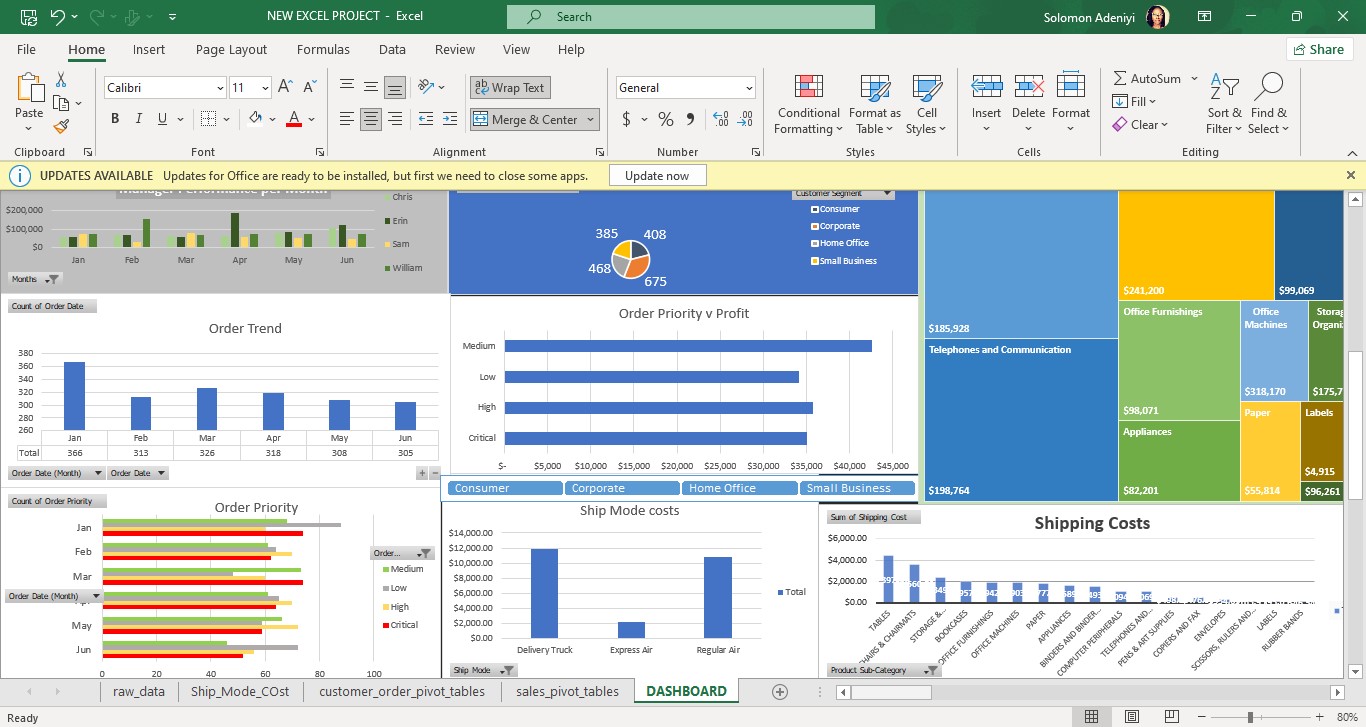 NEW EXCEL PROJECT - Excel
Search
Solomon Adeniyi
File Home Insert Page Layout Formulas Data Review View Help
Share
Paste
Calibri 11
Wrap Text
General
B I U
Merge & Center
$ % 9
Conditional Formatting
Format as Table
Cell Styles
Insert Delete Format
AutoSum
Fill
Clear
Sort & Filter
Find & Select
Clipboard Font Alignment Number Styles Cells Editing
UPDATES AVAILABLE Updates for Office are ready to be installed, but first we need to close some apps. Update now
Manager Performance per Month
$200,000
$100,000
$0
Jan Feb Mar Apr May Jun
Chris
Erin
Sam
William
Months
Customer Segment
Consumer
Corporate
Home Office
Small Business
385 408
468
675
Count of Order Date
Order Trend
380
360
340
320
300
280
260
Jan Feb Mar Apr May Jun
Total 366 313 326 318 308 305
Order Date (Month) Order Date
Order Priority v Profit
Medium
Low
High
Critical
$- $5,000 $10,000 $15,000 $20,000 $25,000 $30,000 $35,000 $40,000 $45,000
Consumer Corporate Home Office Small Business
$185,928
Telephones and Communication
$198,764
$241,200
$99,069
Office Furnishings
$98,071
Office Machines
$318,170
Appliances
$82,201
Paper
$55,814
Labels
$4,915
$96,261
Count of Order Priority
Order Priority
Jan
Feb
Mar
May
Jun
Order Date (Month)
0 20 40 60 80 100
Order...
Medium
Low
High
Critical
Ship Mode costs
$14,000.00
$12,000.00
$10,000.00
$8,000.00
$6,000.00
$4,000.00
$2,000.00
$0.00
Delivery Truck Express Air Regular Air
Total
Ship Mode
Sum of Shipping Cost
Shipping Costs
$6,000.00
$4,000.00
$2,000.00
$0.00
TABLES
CHAIRS & CHAIRMATS
STORAGE &...
BOOKCASES
OFFICE FURNISHINGS
OFFICE MACHINES
PAPER
APPLIANCES
BINDERS AND BINDER...
COMPUTER PERIPHERALS
TELEPHONES AND...
PENS & ART SUPPLIES
COPIERS AND FAX
ENVELOPES
SCISSORS, RULERS AND...
LABELS
RUBBER BANDS
Product Sub-Category
raw_data Ship_Mode_COst customer_order_pivot_tables sales_pivot_tables DASHBOARD
Ready
80%